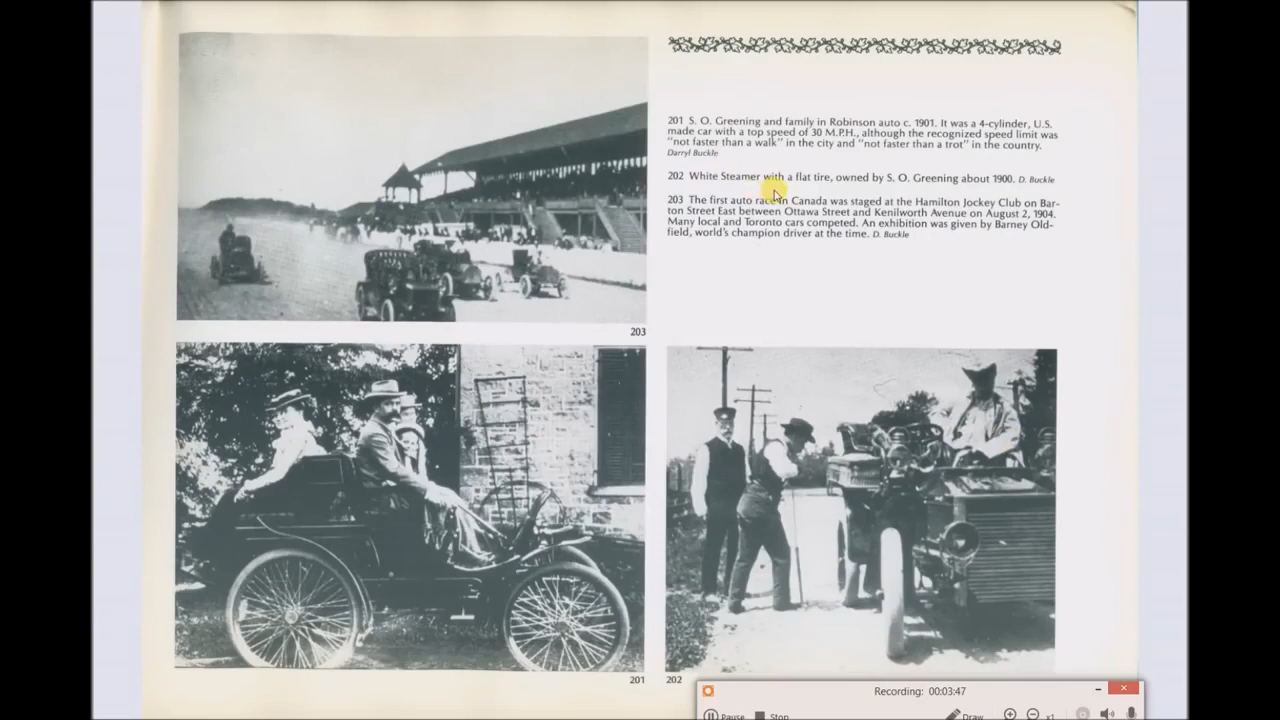 201 S. O. Greening and family in Robinson auto c. 1901. It was a 4-cylinder, U.S.
made car with a top speed of 30 M.P.H., although the recognized speed limit was
"not faster than a walk" in the city and "not faster than a trot" in the country.
Darryl Buckle
202 White Steamer with a flat tire, owned by S. O. Greening about 1900. D. Buckle
203 The first auto race in Canada was staged at the Hamilton Jockey Club on Bar-
ton Street East between Ottawa Street and Kenilworth Avenue on August 2, 1904.
Many local and Toronto cars competed. An exhibition was given by Barney Old-
field, world's champion driver at the time. D. Buckle
203
201
202
Recording: 00:03:47
Pause
Stop
Draw
x1